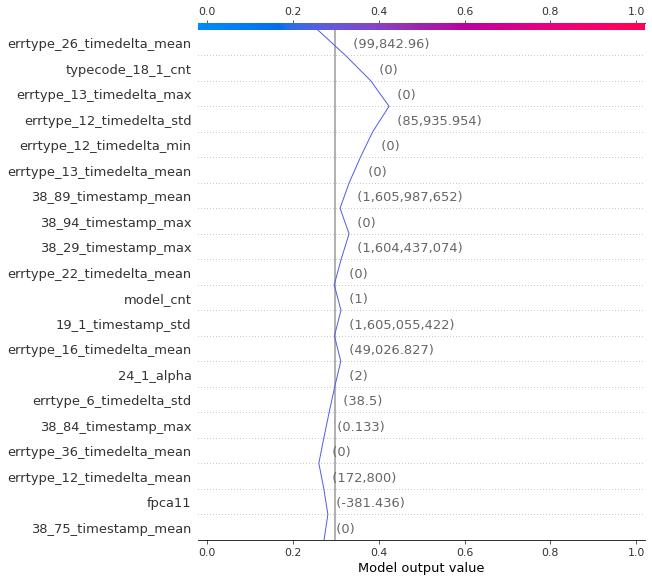 0.0 0.2 0.4 0.6 0.8 1.0
errtype_26_timedelta_mean (99,842.96)
typecode_18_1_cnt (0)
errtype_13_timedelta_max (0)
errtype_12_timedelta_std (85,935.954)
errtype_12_timedelta_min (0)
errtype_13_timedelta_mean (0)
38_89_timestamp_mean (1,605,987,652)
38_94_timestamp_max (0)
38_29_timestamp_max (1,604,437,074)
errtype_22_timedelta_mean (0)
model_cnt (1)
19_1_timestamp_std (1,605,055,422)
errtype_16_timedelta_mean (49,026.827)
24_1_alpha (2)
errtype_6_timedelta_std (38.5)
38_84_timestamp_max (0.133)
errtype_36_timedelta_mean (0)
errtype_12_timedelta_mean (172,800)
fpca11 (-381.436)
38_75_timestamp_mean (0)
0.0 0.2 0.4 0.6 0.8 1.0
Model output value